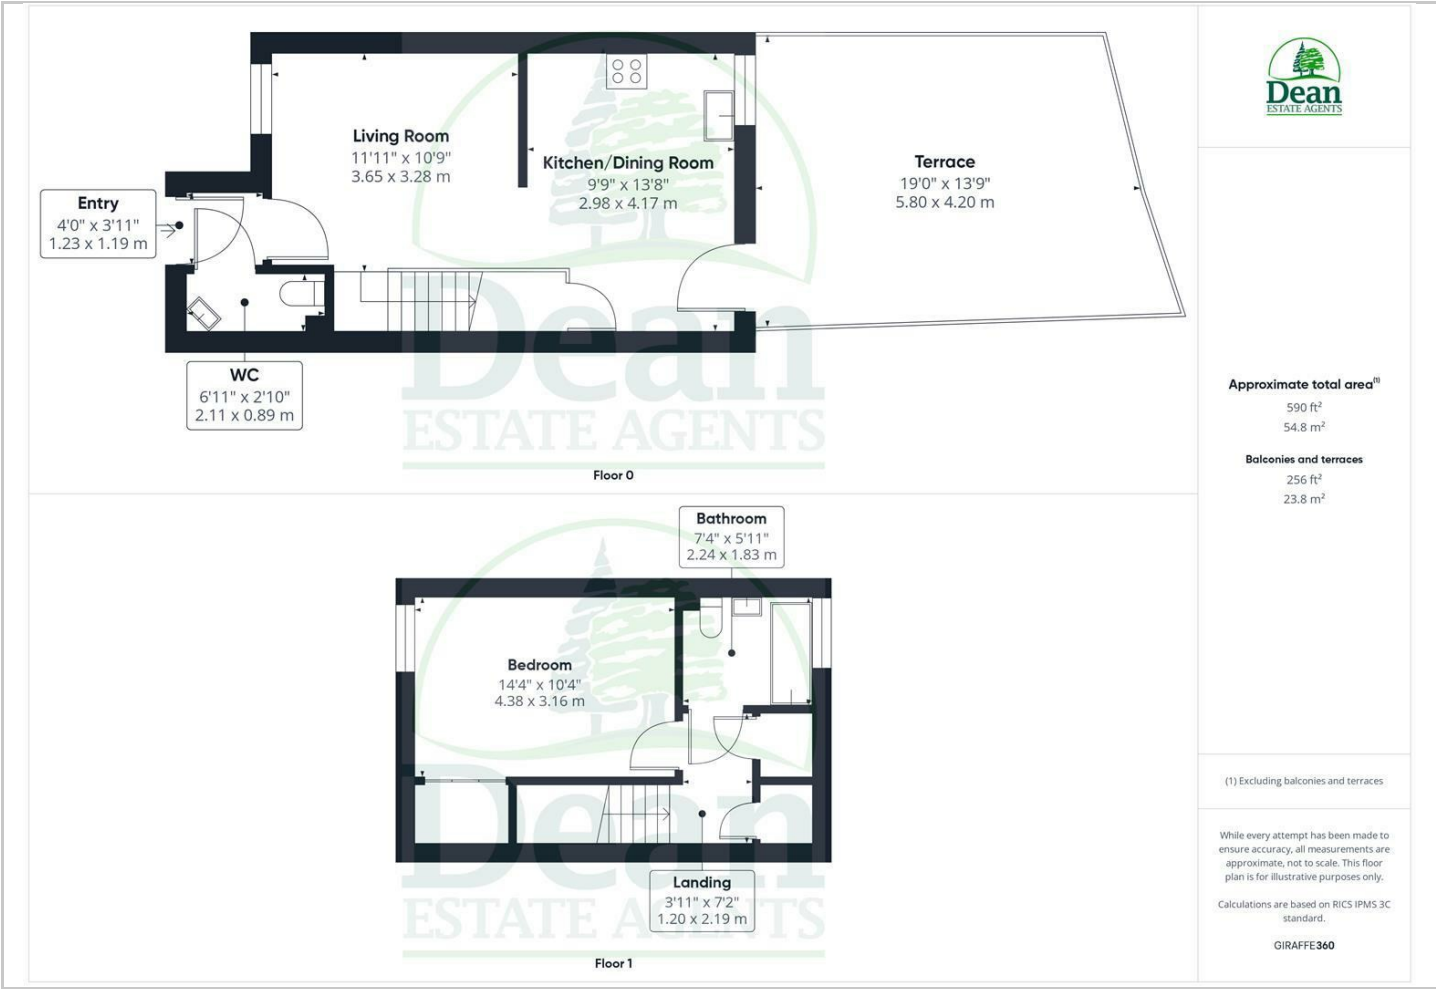 Living Room
11'11" x 10'9"
3.65 x 3.28 m
Kitchen/Dining Room
9'9" x 13'8"
2.98 x 4.17 m
Terrace
19'0" x 13'9"
5.80 x 4.20 m
Entry
4'0" x 3'11"
1.23 x 1.19 m
WC
6'11" x 2'10"
2.11 x 0.89 m
Dean
ESTATE AGENTS
Floor 0
Bathroom
7'4" x 5'11"
2.24 x 1.83 m
Bedroom
14'4" x 10'4"
4.38 x 3.16 m
Landing
3'11" x 7'2"
1.20 x 2.19 m
Dean
ESTATE AGENTS
Floor 1
Dean
ESTATE AGENTS
Approximate total area(1)
590 ft²
54.8 m²
Balconies and terraces
256 ft²
23.8 m²
(1) Excluding balconies and terraces
While every attempt has been made to
ensure accuracy, all measurements are
approximate, not to scale. This floor
plan is for illustrative purposes only.
Calculations are based on RICS IPMS 3C
standard.
GIRAFFE360